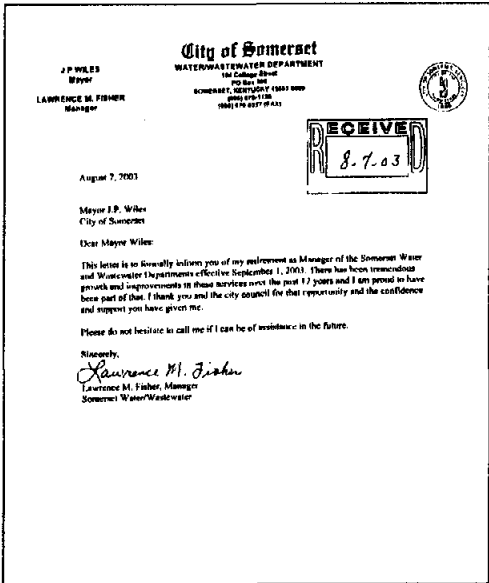 City of Somerset
WATER/WASTEWATER DEPARTMENT
J P WILES
Mayor
LAWRENCE M. FISHER
Manager
College Street
PO Box
SOMERSET, KENTUCKY
RECEIVED
8-7-03
August 7, 2003
Mayor J.P. Wiles
City of Somerset
Dear Mayor Wiles:
This letter is to formally inform you of my retirement as Manager of the Somerset Water
and Wastewater Departments effective September 1, 2003. There has been tremendous
growth and improvements in these services over the past 17 years and I am proud to have
been part of that. I thank you and the city council for that opportunity and the confidence
and support you have given me.
Please do not hesitate to call me if I can be of assistance in the future.
Sincerely,
Lawrence M. Fisher
Lawrence M. Fisher, Manager
Somerset Water/Wastewater